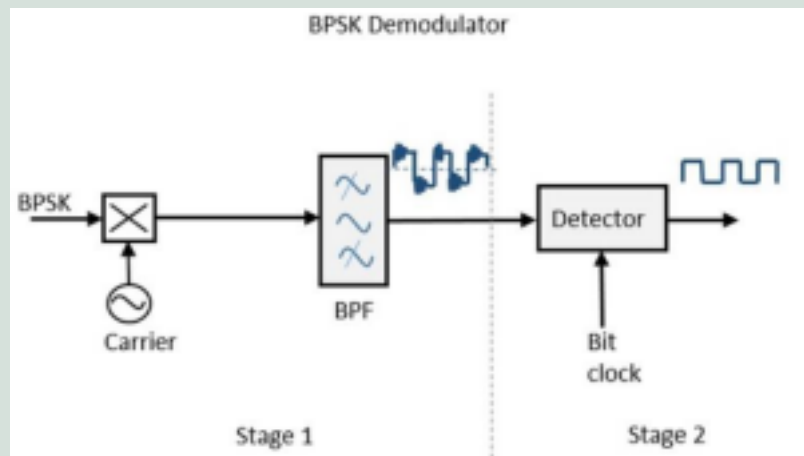 BPSK Demodulator
BPSK
Carrier
BPF
Detector
Bit
clock
Stage 1
Stage 2